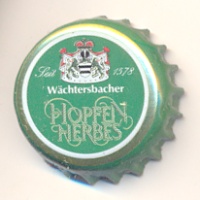 Seit 1578
Wächtersbacher
HOPFEN
HERBES